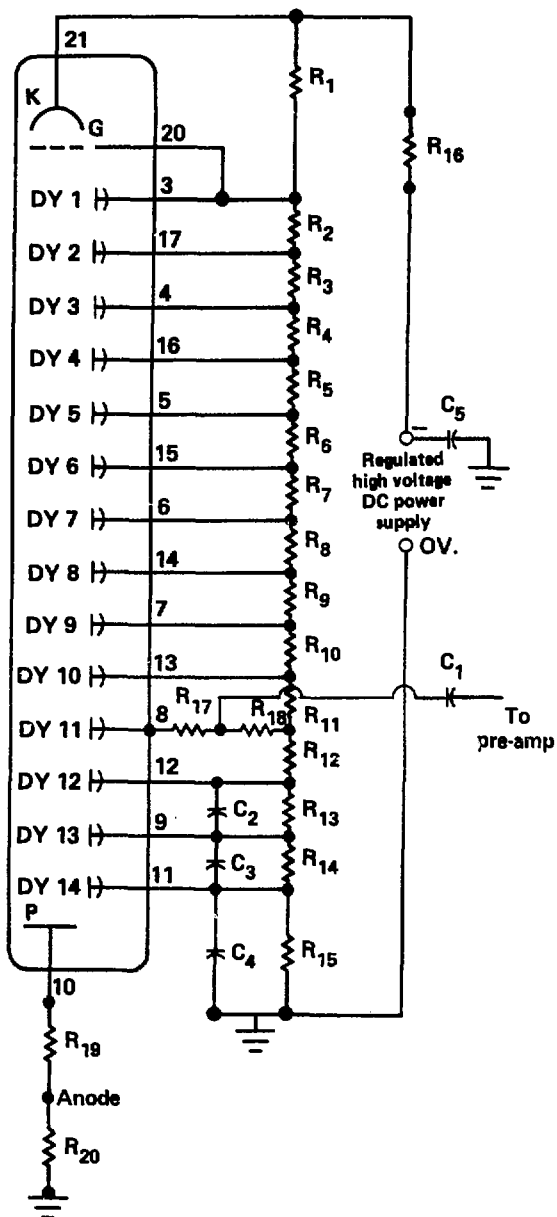 21
K
G
20
R1
R16
DY 1
3
R2
DY 2
17
R3
DY 3
4
R4
DY 4
16
R5
DY 5
5
R6
C5
−
DY 6
15
R7
Regulated
high voltage
DC power
supply
DY 7
6
R8
OV.
DY 8
14
R9
DY 9
7
R10
DY 10
13
C1
R17
R18
R11
To
pre-amp
DY 11
8
R12
DY 12
12
C2
R13
DY 13
9
C3
R14
DY 14
11
P
C4
R15
10
R19
Anode
R20